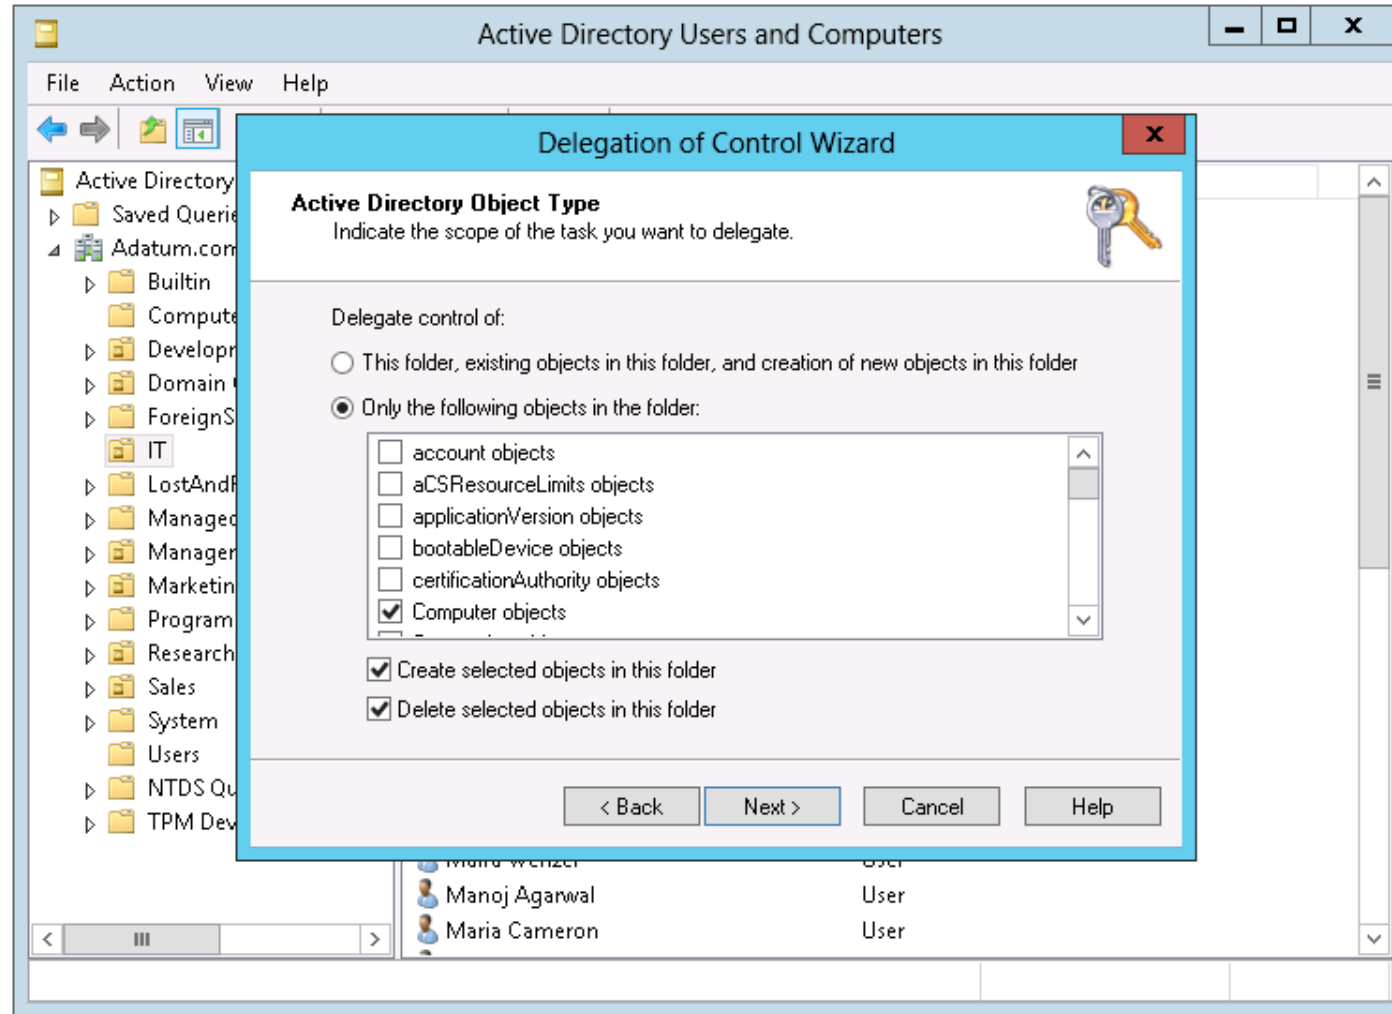 Active Directory Users and Computers
File Action View Help
Delegation of Control Wizard
Active Directory Object Type
Indicate the scope of the task you want to delegate.
Delegate control of:
This folder, existing objects in this folder, and creation of new objects in this folder
Only the following objects in the folder:
account objects
aCSResourceLimits objects
applicationVersion objects
bootableDevice objects
certificationAuthority objects
Computer objects
Create selected objects in this folder
Delete selected objects in this folder
< Back Next > Cancel Help
Active Directory
Saved Querie
Adatum.com
Builtin
Compute
Developr
Domain
ForeignS
IT
LostAndF
Managed
Manager
Marketin
Program
Research
Sales
System
Users
NTDS Qu
TPM Dev
Manoj Agarwal User
Maria Cameron User